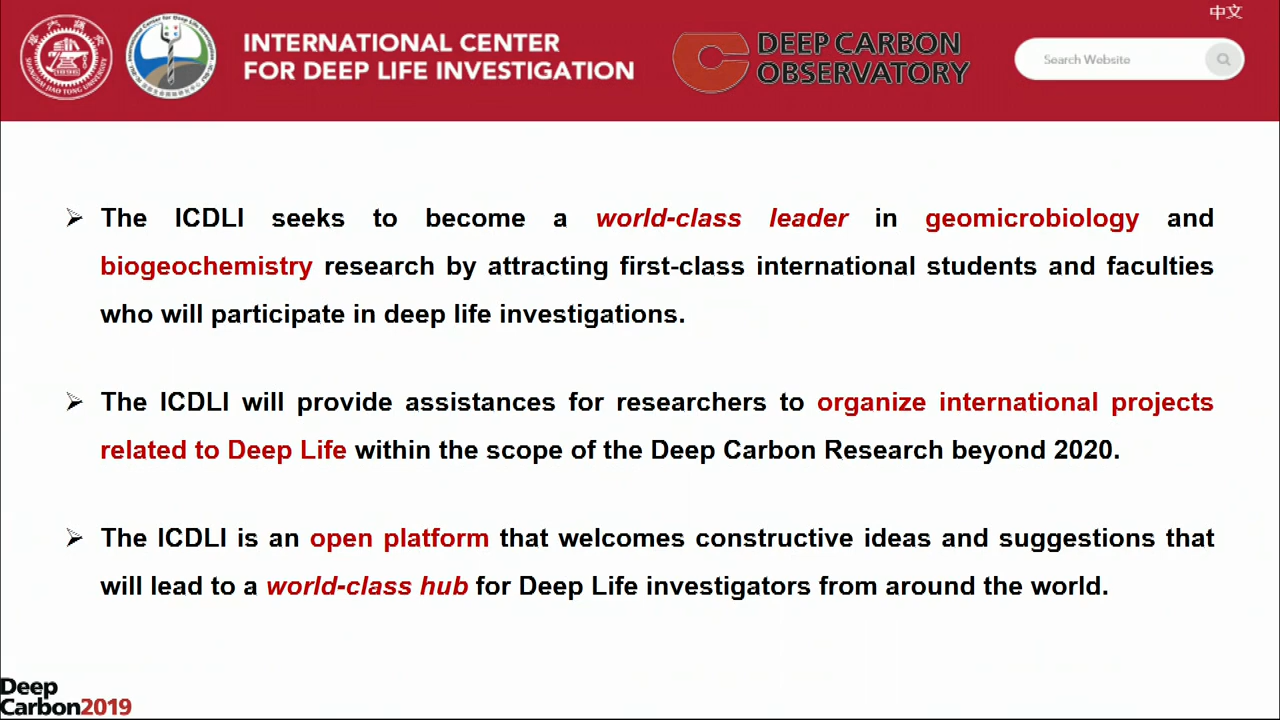 中文
INTERNATIONAL CENTER
FOR DEEP LIFE INVESTIGATION
DEEP CARBON
OBSERVATORY
Search Website
SHANGHAI JIAO TONG UNIVERSITY
The ICDLI seeks to become a world-class leader in geomicrobiology and
biogeochemistry research by attracting first-class international students and faculties
who will participate in deep life investigations.
The ICDLI will provide assistances for researchers to organize international projects
related to Deep Life within the scope of the Deep Carbon Research beyond 2020.
The ICDLI is an open platform that welcomes constructive ideas and suggestions that
will lead to a world-class hub for Deep Life investigators from around the world.
Deep
Carbon2019